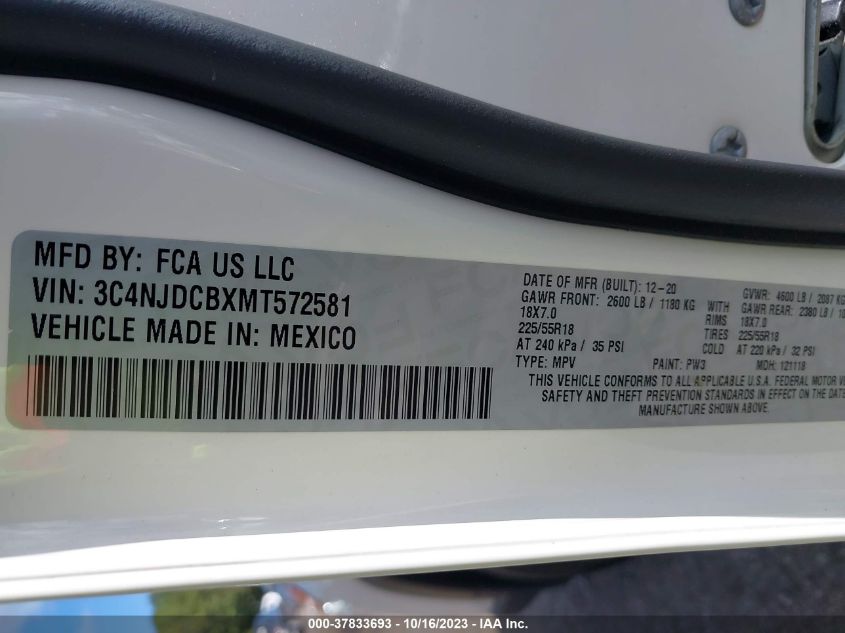 MFD BY: FCA US LLC
VIN: 3C4NJDCBXMT572581
VEHICLE MADE IN: MEXICO
DATE OF MFR (BUILT): 12-20 GVWR: 4600 LB / 2087 KG
GAWR FRONT: 2600 LB / 1180 KG GAWR REAR: 2380 LB /
18X7.0 RIMS 18X7.0
225/55R18 TIRES 225/55R18
AT 240 kPa / 35 PSI COLD AT 220 kPa / 32 PSI
TYPE: MPV PAINT: PW3 MDH: 121118
THIS VEHICLE CONFORMS TO ALL APPLICABLE U.S.A. FEDERAL MOTOR
SAFETY AND THEFT PREVENTION STANDARDS IN EFFECT ON THE DATE
MANUFACTURE SHOWN ABOVE.
000-37833693 - 10/16/2023 - IAA Inc.